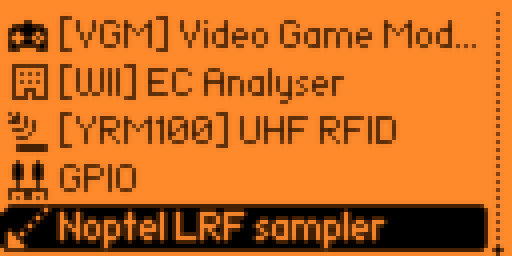 [VGM] Video Game Mod...
[WII] EC Analyser
[YRM100] UHF RFID
GPIO
Noptel LRF sampler